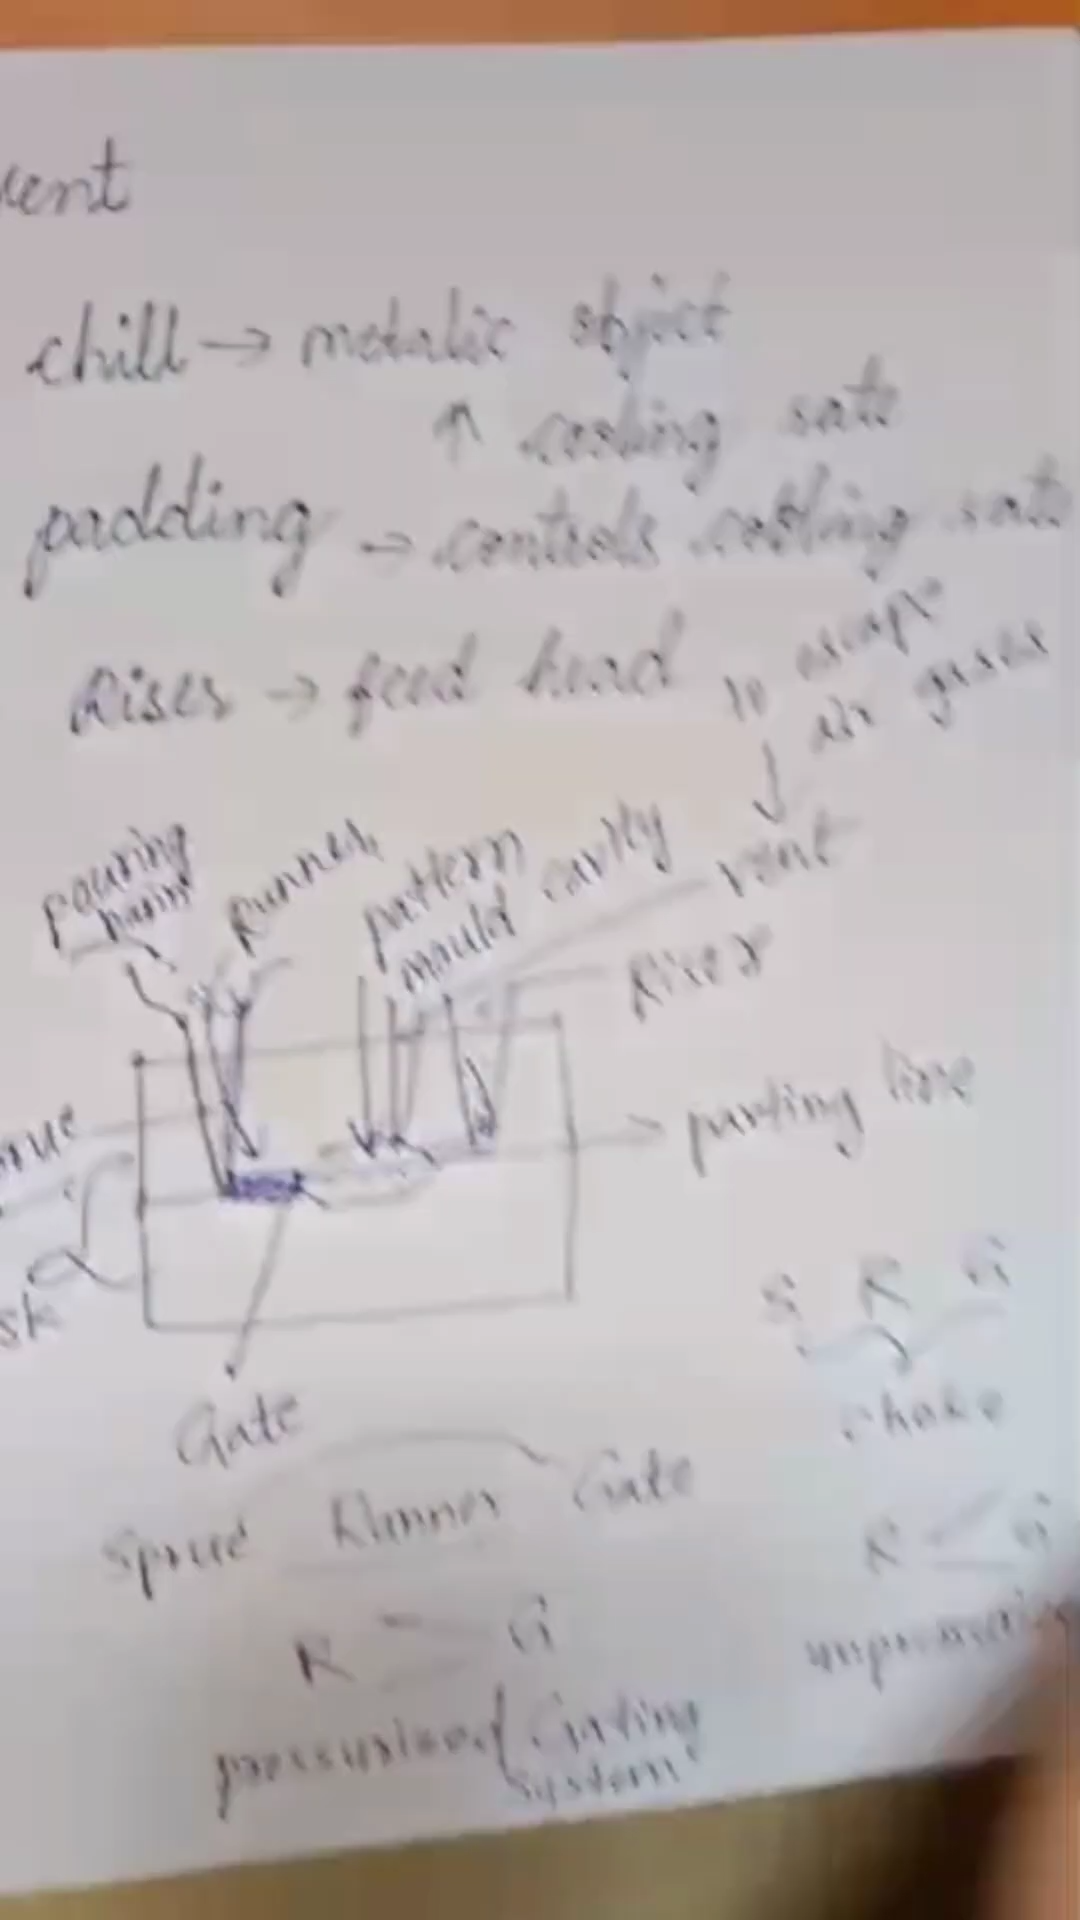 vent
chill → metalic object
↑ cooling rate
padding → controls cooling rate
Riser → feed head
to escape
air gases
↓
vent
pouring
basin
Runner
pattern
mould cavity
Riser
parting line
Gate
S R G
choke
Sprue Runner Gate
R > G
R < G
pressurised Gating
System